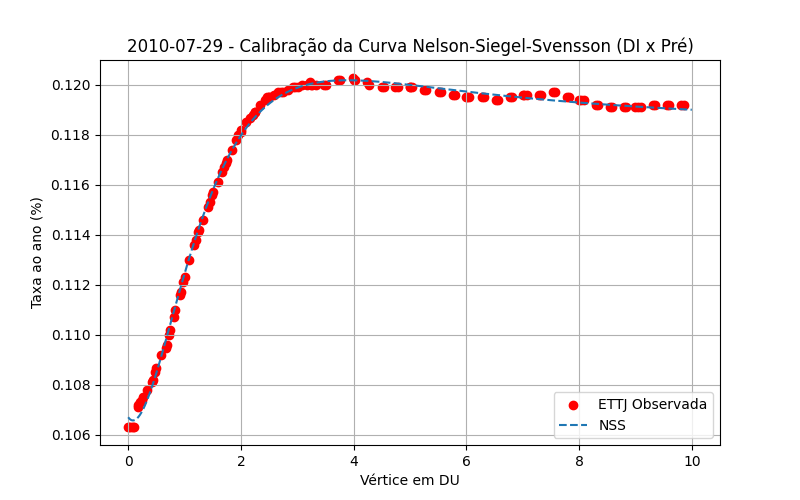 2010-07-29 - Calibração da Curva Nelson-Siegel-Svensson (DI x Pré)
Taxa ao ano (%)
0.120
0.118
0.116
0.114
0.112
0.110
0.108
0.106
ETTJ Observada
NSS
0 2 4 6 8 10
Vértice em DU